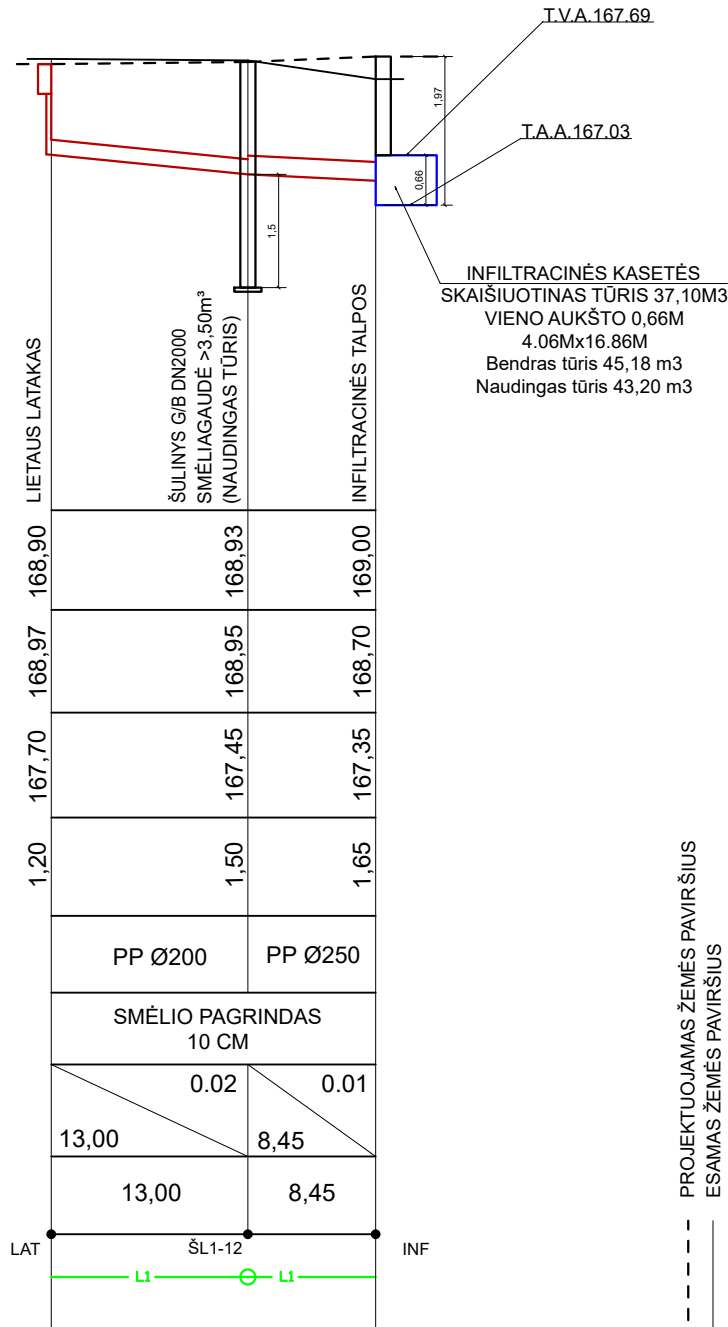 T.V.A.167.69
1,97
T.A.A.167.03
0,66
1,5
INFILTRACINĖS KASETĖS
SKAIŠIUOTINAS TŪRIS 37,10M3
VIENO AUKŠTO 0,66M
4.06Mx16.86M
Bendras tūris 45,18 m3
Naudingas tūris 43,20 m3
LIETAUS LATAKAS
ŠULINYS G/B DN2000
SMĖLIAGAUDĖ >3,50m³
(NAUDINGAS TŪRIS)
INFILTRACINĖS TALPOS
168,90 168,93 169,00
168,97 168,95 168,70
167,70 167,45 167,35
1,20 1,50 1,65
PP Ø200 PP Ø250
SMĖLIO PAGRINDAS
10 CM
0.02 0.01
13,00 8,45
13,00 8,45
LAT ŠL1-12 INF
L1 L1
PROJEKTUOJAMAS ŽEMĖS PAVIRŠIUS
ESAMAS ŽEMĖS PAVIRŠIUS